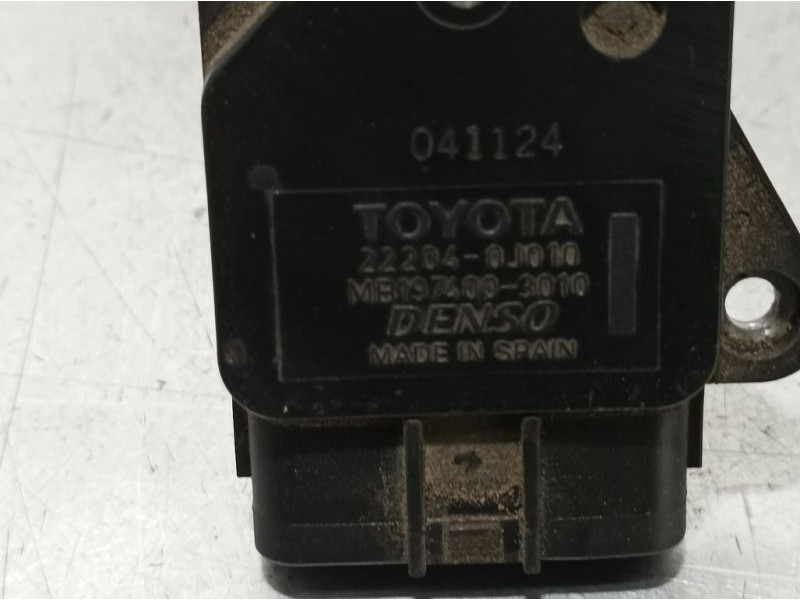 041124
TOYOTA
22204-0J010
MB197400-3010
DENSO
MADE IN SPAIN